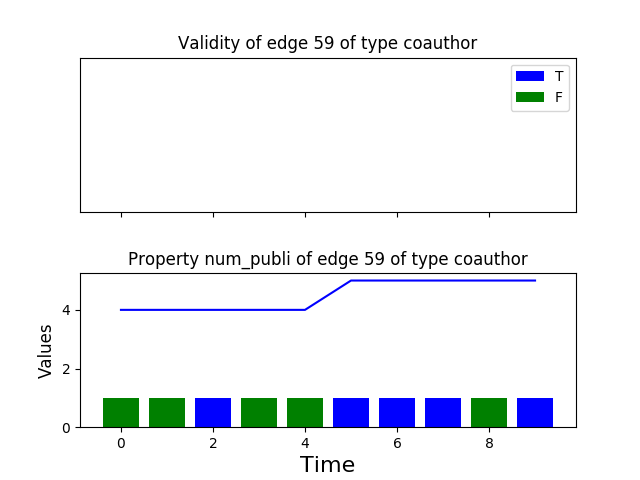 Validity of edge 59 of type coauthor
T
F
Property num_publi of edge 59 of type coauthor
Values
4
2
0
0 2 4 6 8
Time